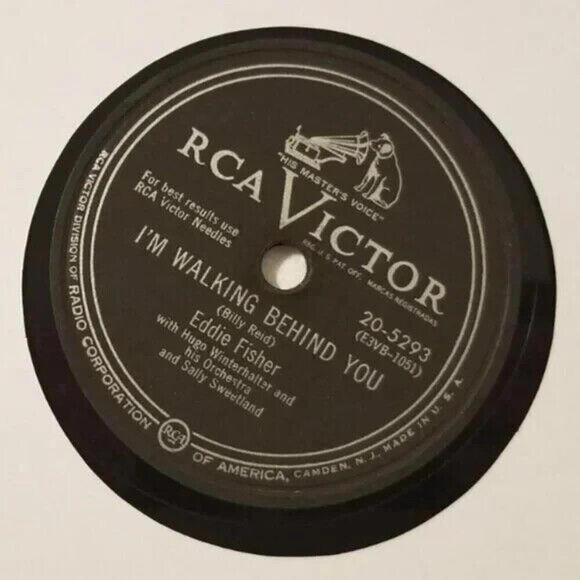 "HIS MASTER'S VOICE"
RCA VICTOR
REG. U. S. PAT. OFF. MARCAS REGISTRADAS
For best results use
RCA Victor Needles
20-5293
(E3VB-1051)
I'M WALKING BEHIND YOU
(Billy Reid)
Eddie Fisher
with Hugo Winterhalter and
his Orchestra
and Sally Sweetland
RCA VICTOR DIVISION OF RADIO CORPORATION RCA OF AMERICA, CAMDEN, N. J. MADE IN U. S. A.